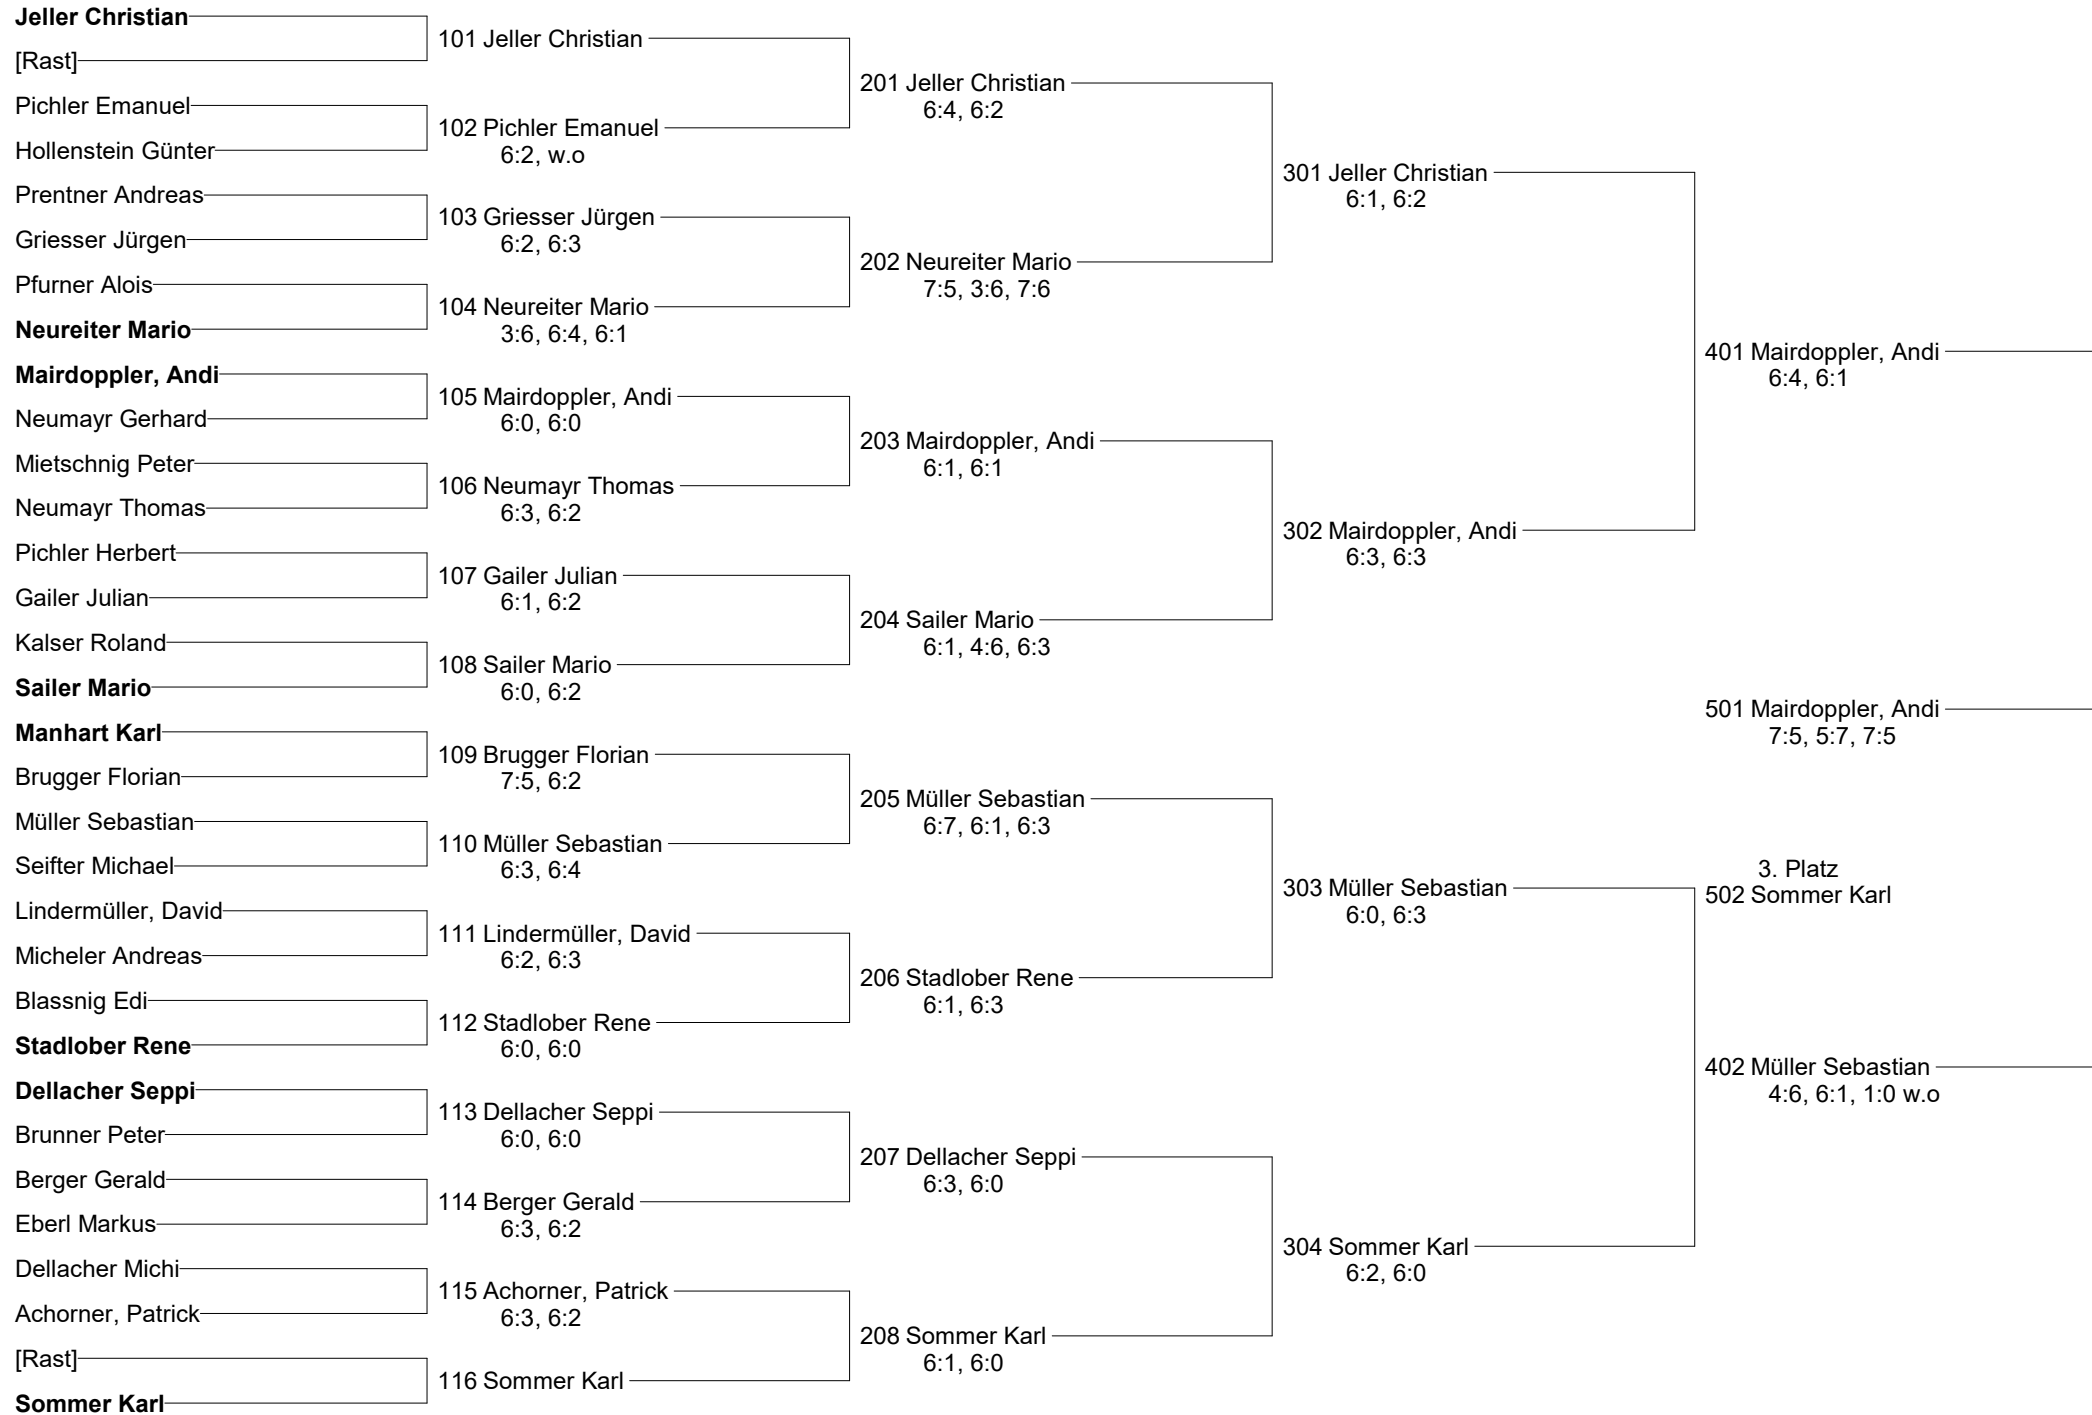 Jeller Christian
[Rast]
Pichler Emanuel
Hollenstein Günter
Prentner Andreas
Griesser Jürgen
Pfurner Alois
Neureiter Mario
Mairdoppler, Andi
Neumayr Gerhard
Mietschnig Peter
Neumayr Thomas
Pichler Herbert
Gailer Julian
Kalser Roland
Sailer Mario
Manhart Karl
Brugger Florian
Müller Sebastian
Seifter Michael
Lindermüller, David
Micheler Andreas
Blassnig Edi
Stadlober Rene
Dellacher Seppi
Brunner Peter
Berger Gerald
Eberl Markus
Dellacher Michi
Achorner, Patrick
[Rast]
Sommer Karl
101 Jeller Christian
102 Pichler Emanuel
6:2, w.o
103 Griesser Jürgen
6:2, 6:3
104 Neureiter Mario
3:6, 6:4, 6:1
105 Mairdoppler, Andi
6:0, 6:0
106 Neumayr Thomas
6:3, 6:2
107 Gailer Julian
6:1, 6:2
108 Sailer Mario
6:0, 6:2
109 Brugger Florian
7:5, 6:2
110 Müller Sebastian
6:3, 6:4
111 Lindermüller, David
6:2, 6:3
112 Stadlober Rene
6:0, 6:0
113 Dellacher Seppi
6:0, 6:0
114 Berger Gerald
6:3, 6:2
115 Achorner, Patrick
6:3, 6:2
116 Sommer Karl
201 Jeller Christian
6:4, 6:2
202 Neureiter Mario
7:5, 3:6, 7:6
203 Mairdoppler, Andi
6:1, 6:1
204 Sailer Mario
6:1, 4:6, 6:3
205 Müller Sebastian
6:7, 6:1, 6:3
206 Stadlober Rene
6:1, 6:3
207 Dellacher Seppi
6:3, 6:0
208 Sommer Karl
6:1, 6:0
301 Jeller Christian
6:1, 6:2
302 Mairdoppler, Andi
6:3, 6:3
303 Müller Sebastian
6:0, 6:3
304 Sommer Karl
6:2, 6:0
401 Mairdoppler, Andi
6:4, 6:1
501 Mairdoppler, Andi
7:5, 5:7, 7:5
3. Platz
502 Sommer Karl
402 Müller Sebastian
4:6, 6:1, 1:0 w.o